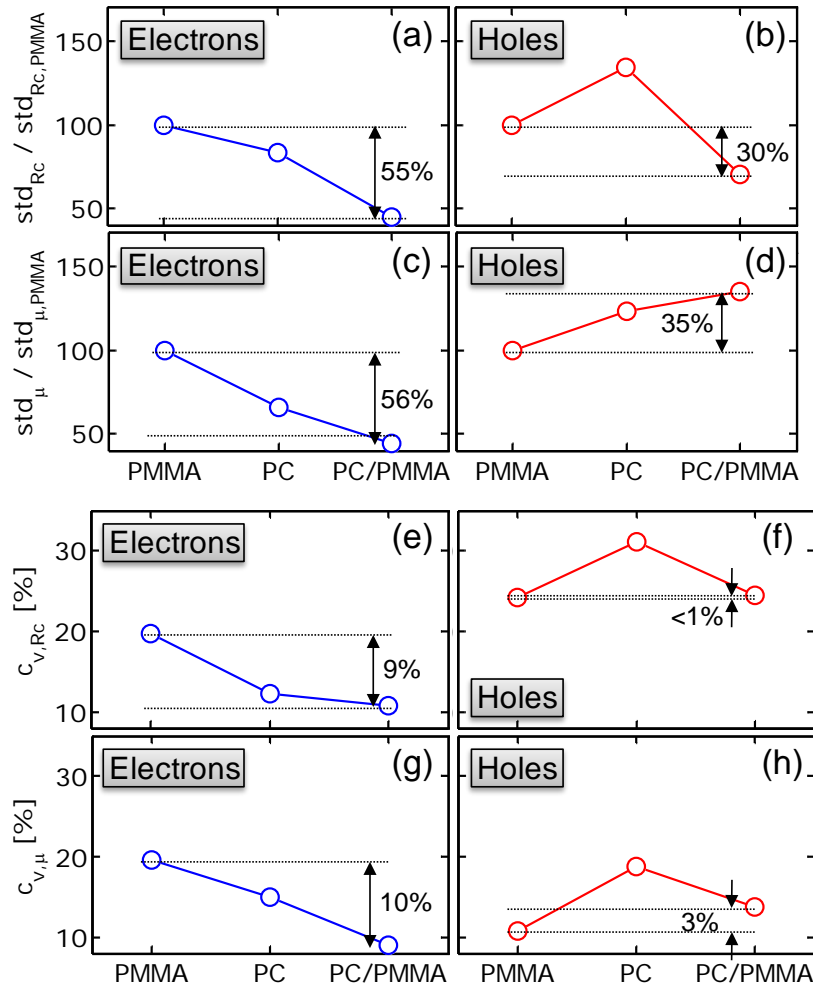 Electrons (a)
Holes (b)
150
100
50
std_Rc / std_Rc,PMMA
55%
30%
Electrons (c)
Holes (d)
150
100
50
std_μ / std_μ,PMMA
56%
35%
PMMA PC PC/PMMA
PMMA PC PC/PMMA
Electrons (e)
(f)
30
20
10
c_v,Rc [%]
9%
<1%
Holes
Electrons (g)
Holes (h)
30
20
10
c_v,μ [%]
10%
3%
PMMA PC PC/PMMA
PMMA PC PC/PMMA